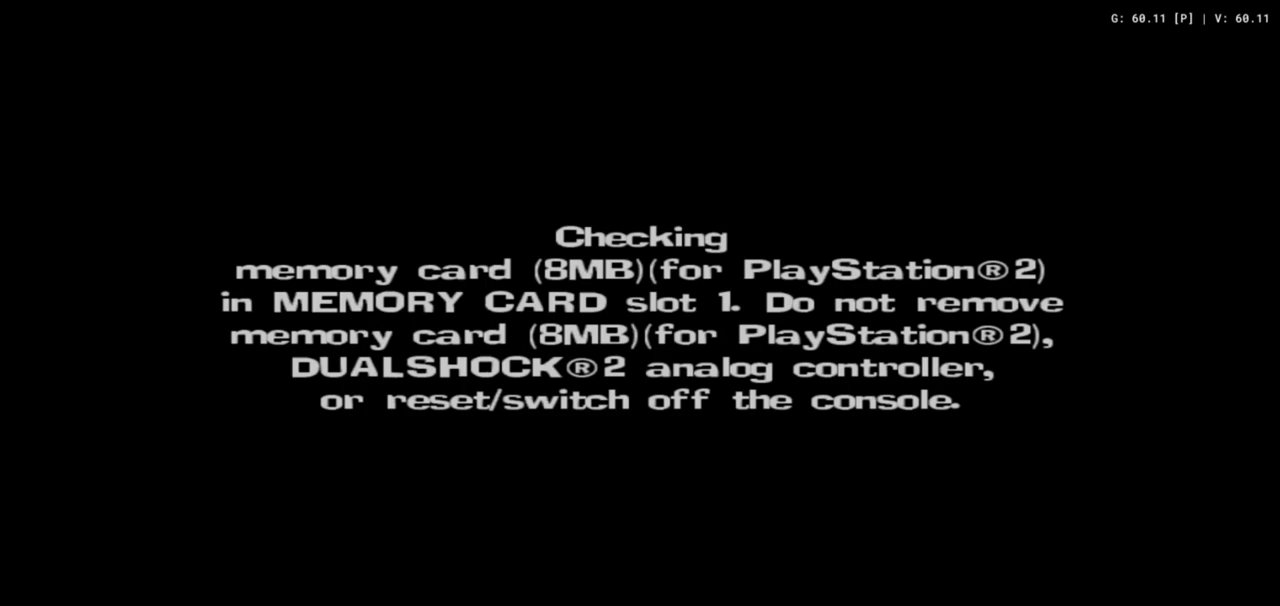 G: 60.11 [P] | V: 60.11
Checking
memory card (8MB)(for PlayStation®2)
in MEMORY CARD slot 1. Do not remove
memory card (8MB)(for PlayStation®2),
DUALSHOCK®2 analog controller,
or reset/switch off the console.